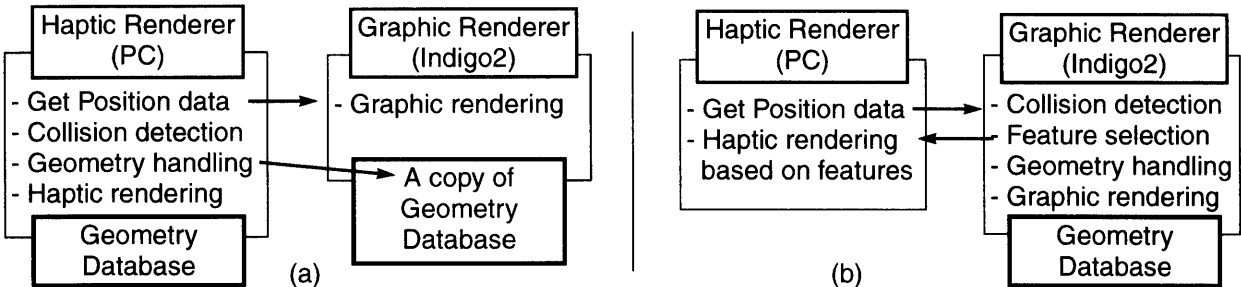 Haptic Renderer
(PC)
- Get Position data
- Collision detection
- Geometry handling
- Haptic rendering
Geometry
Database
Graphic Renderer
(Indigo2)
- Graphic rendering
A copy of
Geometry
Database
(a)
Haptic Renderer
(PC)
- Get Position data
- Haptic rendering
based on features
Graphic Renderer
(Indigo2)
- Collision detection
- Feature selection
- Geometry handling
- Graphic rendering
Geometry
Database
(b)